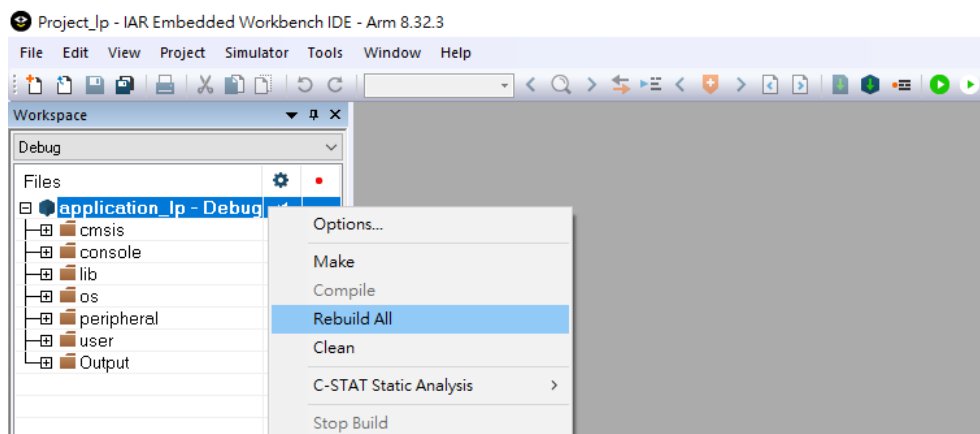 Project_lp - IAR Embedded Workbench IDE - Arm 8.32.3
File Edit View Project Simulator Tools Window Help
Workspace
Debug
Files
application_lp - Debug
Options...
cmsis
console
Make
lib
Compile
os
peripheral
Rebuild All
user
Clean
Output
C-STAT Static Analysis
Stop Build